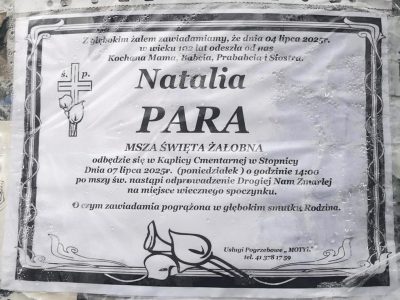 Z głębokim żalem zawiadamiamy, że dnia 04 lipca 2025r.
w wieku 102 lat odeszła od nas
Kochana Mama, Babcia, Prababcia i Siostra.
ś. p.
Natalia
PARA
MSZA ŚWIĘTA ŻAŁOBNA
odbędzie się w Kaplicy Cmentarnej w Stopnicy
Dnia 07 lipca 2025r. (poniedziałek ) o godzinie 14:00
po mszy św. nastąpi odprowadzenie Drogiej Nam Zmarłej
na miejsce wiecznego spoczynku.
O czym zawiadamia pogrążona w głębokim smutku Rodzina.
Usługi Pogrzebowe „ MOTYL"
tel. 41 378 17 59